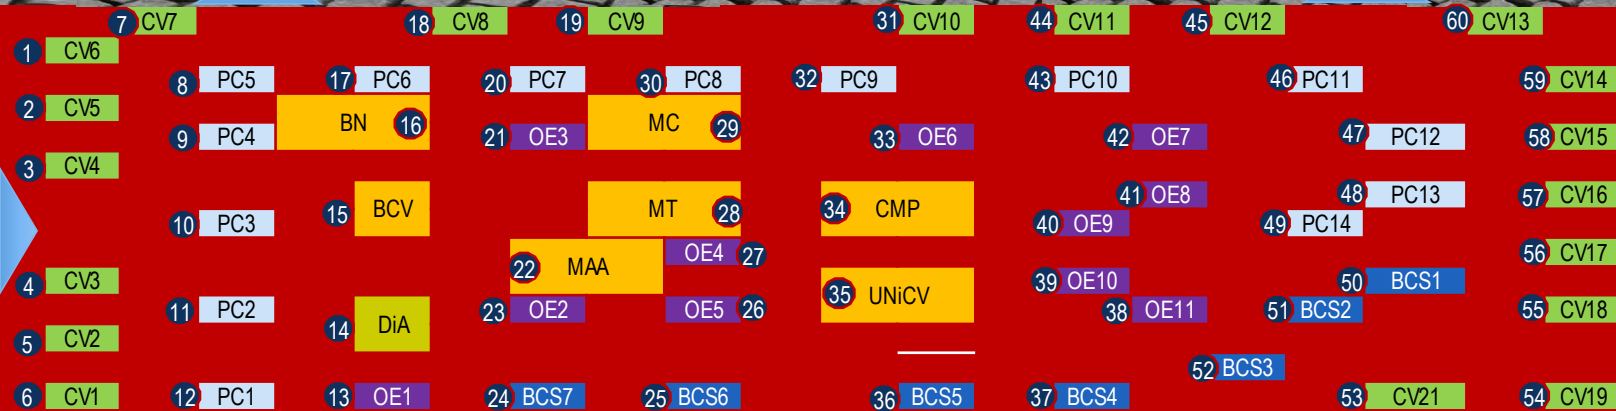 7 CV7
18 CV8
19 CV9
31 CV10
44 CV11
45 CV12
60 CV13
1 CV6
8 PC5
17 PC6
20 PC7
30 PC8
32 PC9
43 PC10
46 PC11
59 CV14
2 CV5
BN 16
MC 29
9 PC4
21 OE3
33 OE6
42 OE7
47 PC12
58 CV15
3 CV4
15 BCV
MT 28
34 CMP
41 OE8
48 PC13
57 CV16
10 PC3
40 OE9
49 PC14
22 MAA
OE4 27
56 CV17
4 CV3
35 UNiCV
39 OE10
50 BCS1
11 PC2
14 DiA
23 OE2
OE5 26
38 OE11
51 BCS2
55 CV18
5 CV2
52 BCS3
6 CV1
12 PC1
13 OE1
24 BCS7
25 BCS6
36 BCS5
37 BCS4
53 CV21
54 CV19